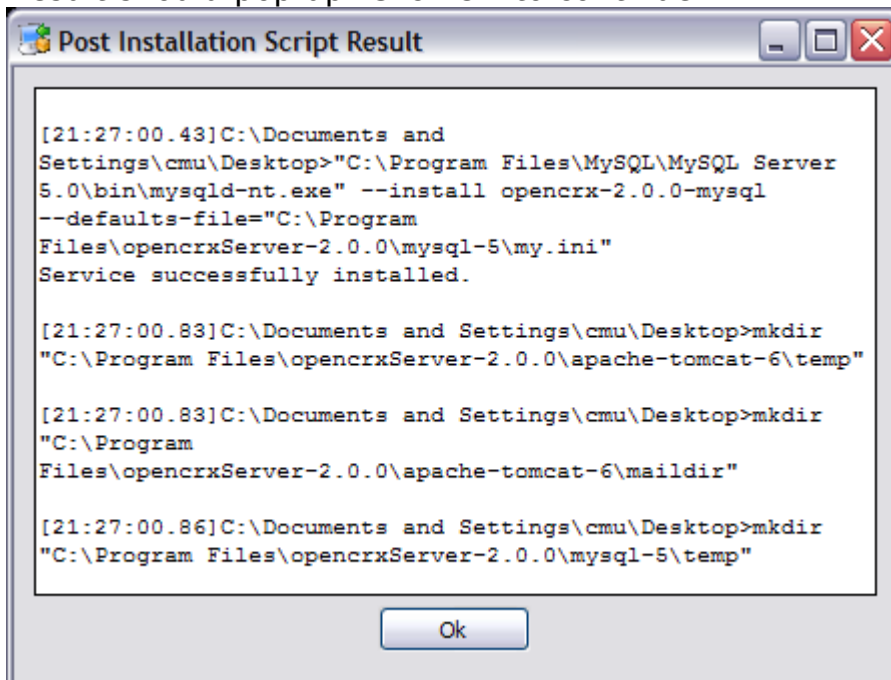 Post Installation Script Result
[21:27:00.43]C:\Documents and
Settings\cmu\Desktop>"C:\Program Files\MySQL\MySQL Server
5.0\bin\mysqld-nt.exe" --install opencrx-2.0.0-mysql
--defaults-file="C:\Program
Files\opencrxServer-2.0.0\mysql-5\my.ini"
Service successfully installed.
[21:27:00.83]C:\Documents and Settings\cmu\Desktop>mkdir
"C:\Program Files\opencrxServer-2.0.0\apache-tomcat-6\temp"
[21:27:00.83]C:\Documents and Settings\cmu\Desktop>mkdir
"C:\Program
Files\opencrxServer-2.0.0\apache-tomcat-6\maildir"
[21:27:00.86]C:\Documents and Settings\cmu\Desktop>mkdir
"C:\Program Files\opencrxServer-2.0.0\mysql-5\temp"
Ok